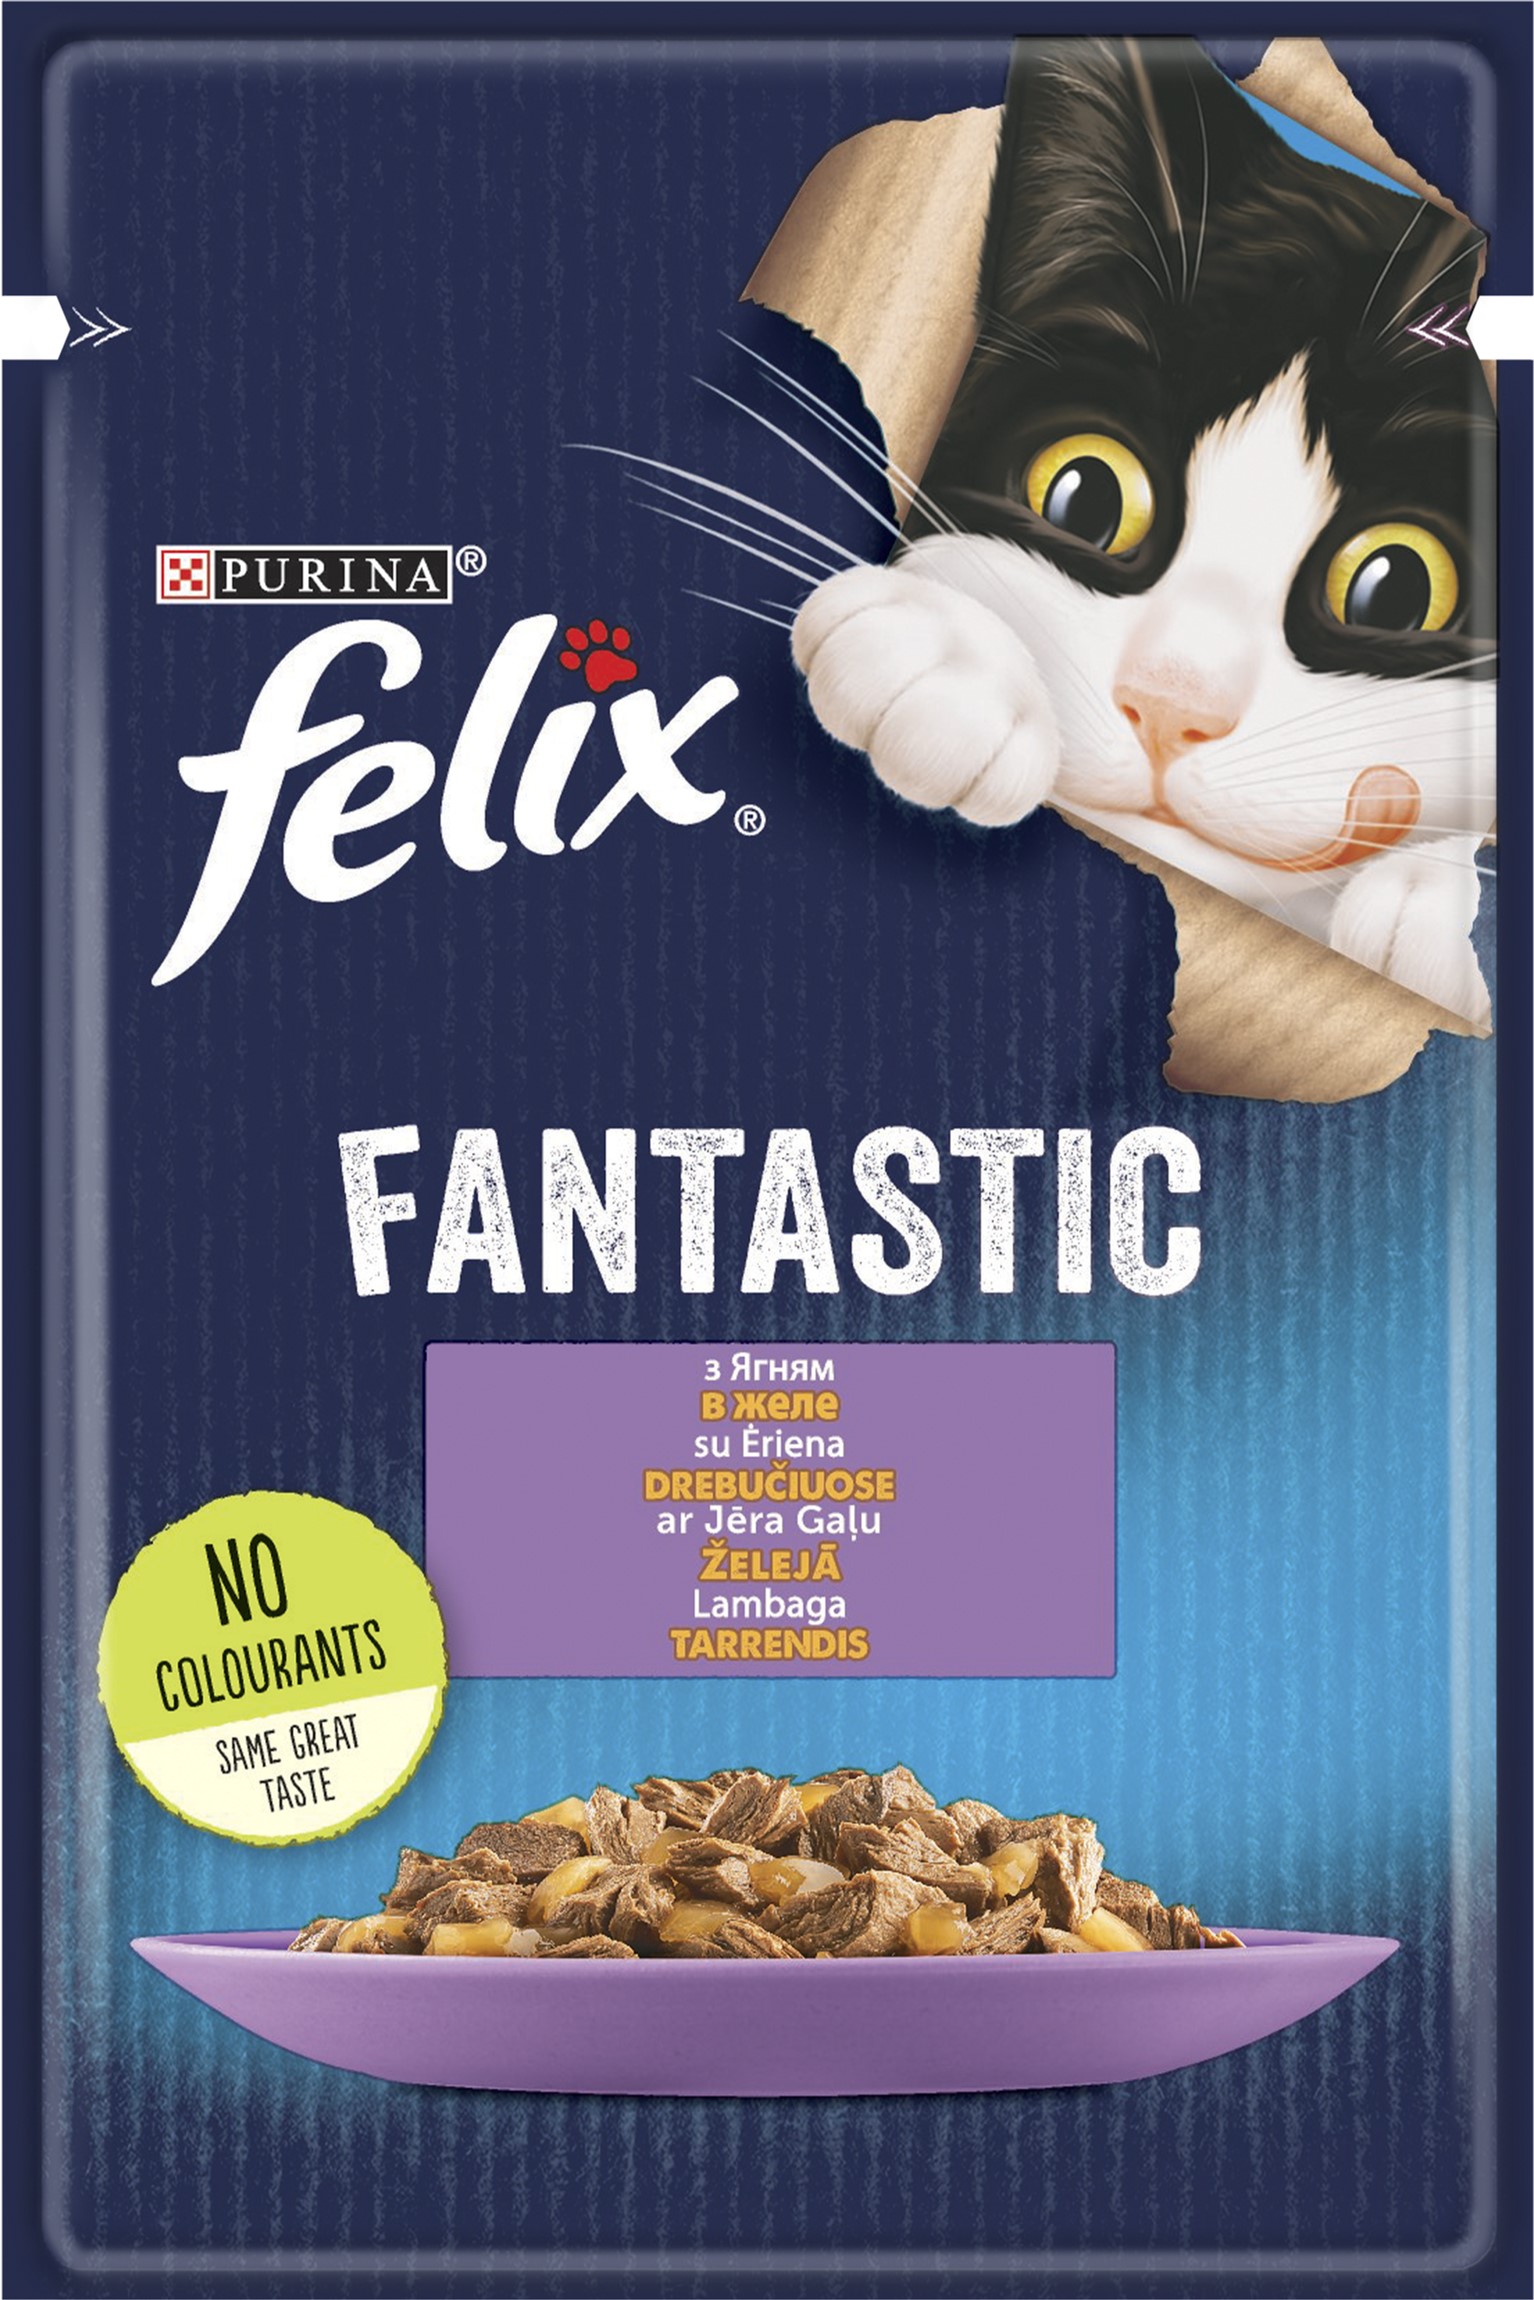 PURINA®
felix®
FANTASTIC
з Ягням
в желе
su Ėriena
DREBUČIUOSE
ar Jēra Gaļu
ŽELEJĀ
Lambaga
TARRENDIS
NO
COLOURANTS
SAME GREAT
TASTE